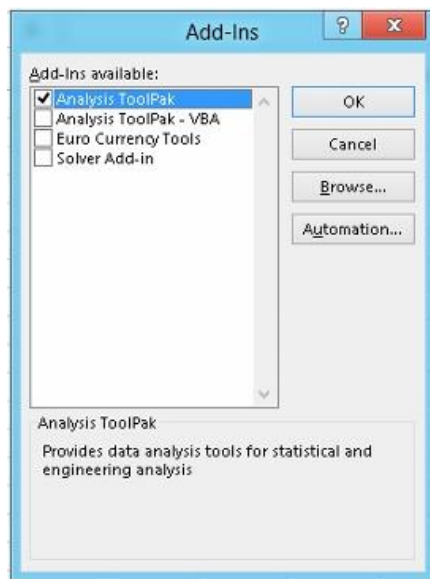 Add-Ins
?
x
Add-Ins available:
Analysis ToolPak
Analysis ToolPak - VBA
Euro Currency Tools
Solver Add-in
OK
Cancel
Browse...
Automation...
Analysis ToolPak
Provides data analysis tools for statistical and
engineering analysis